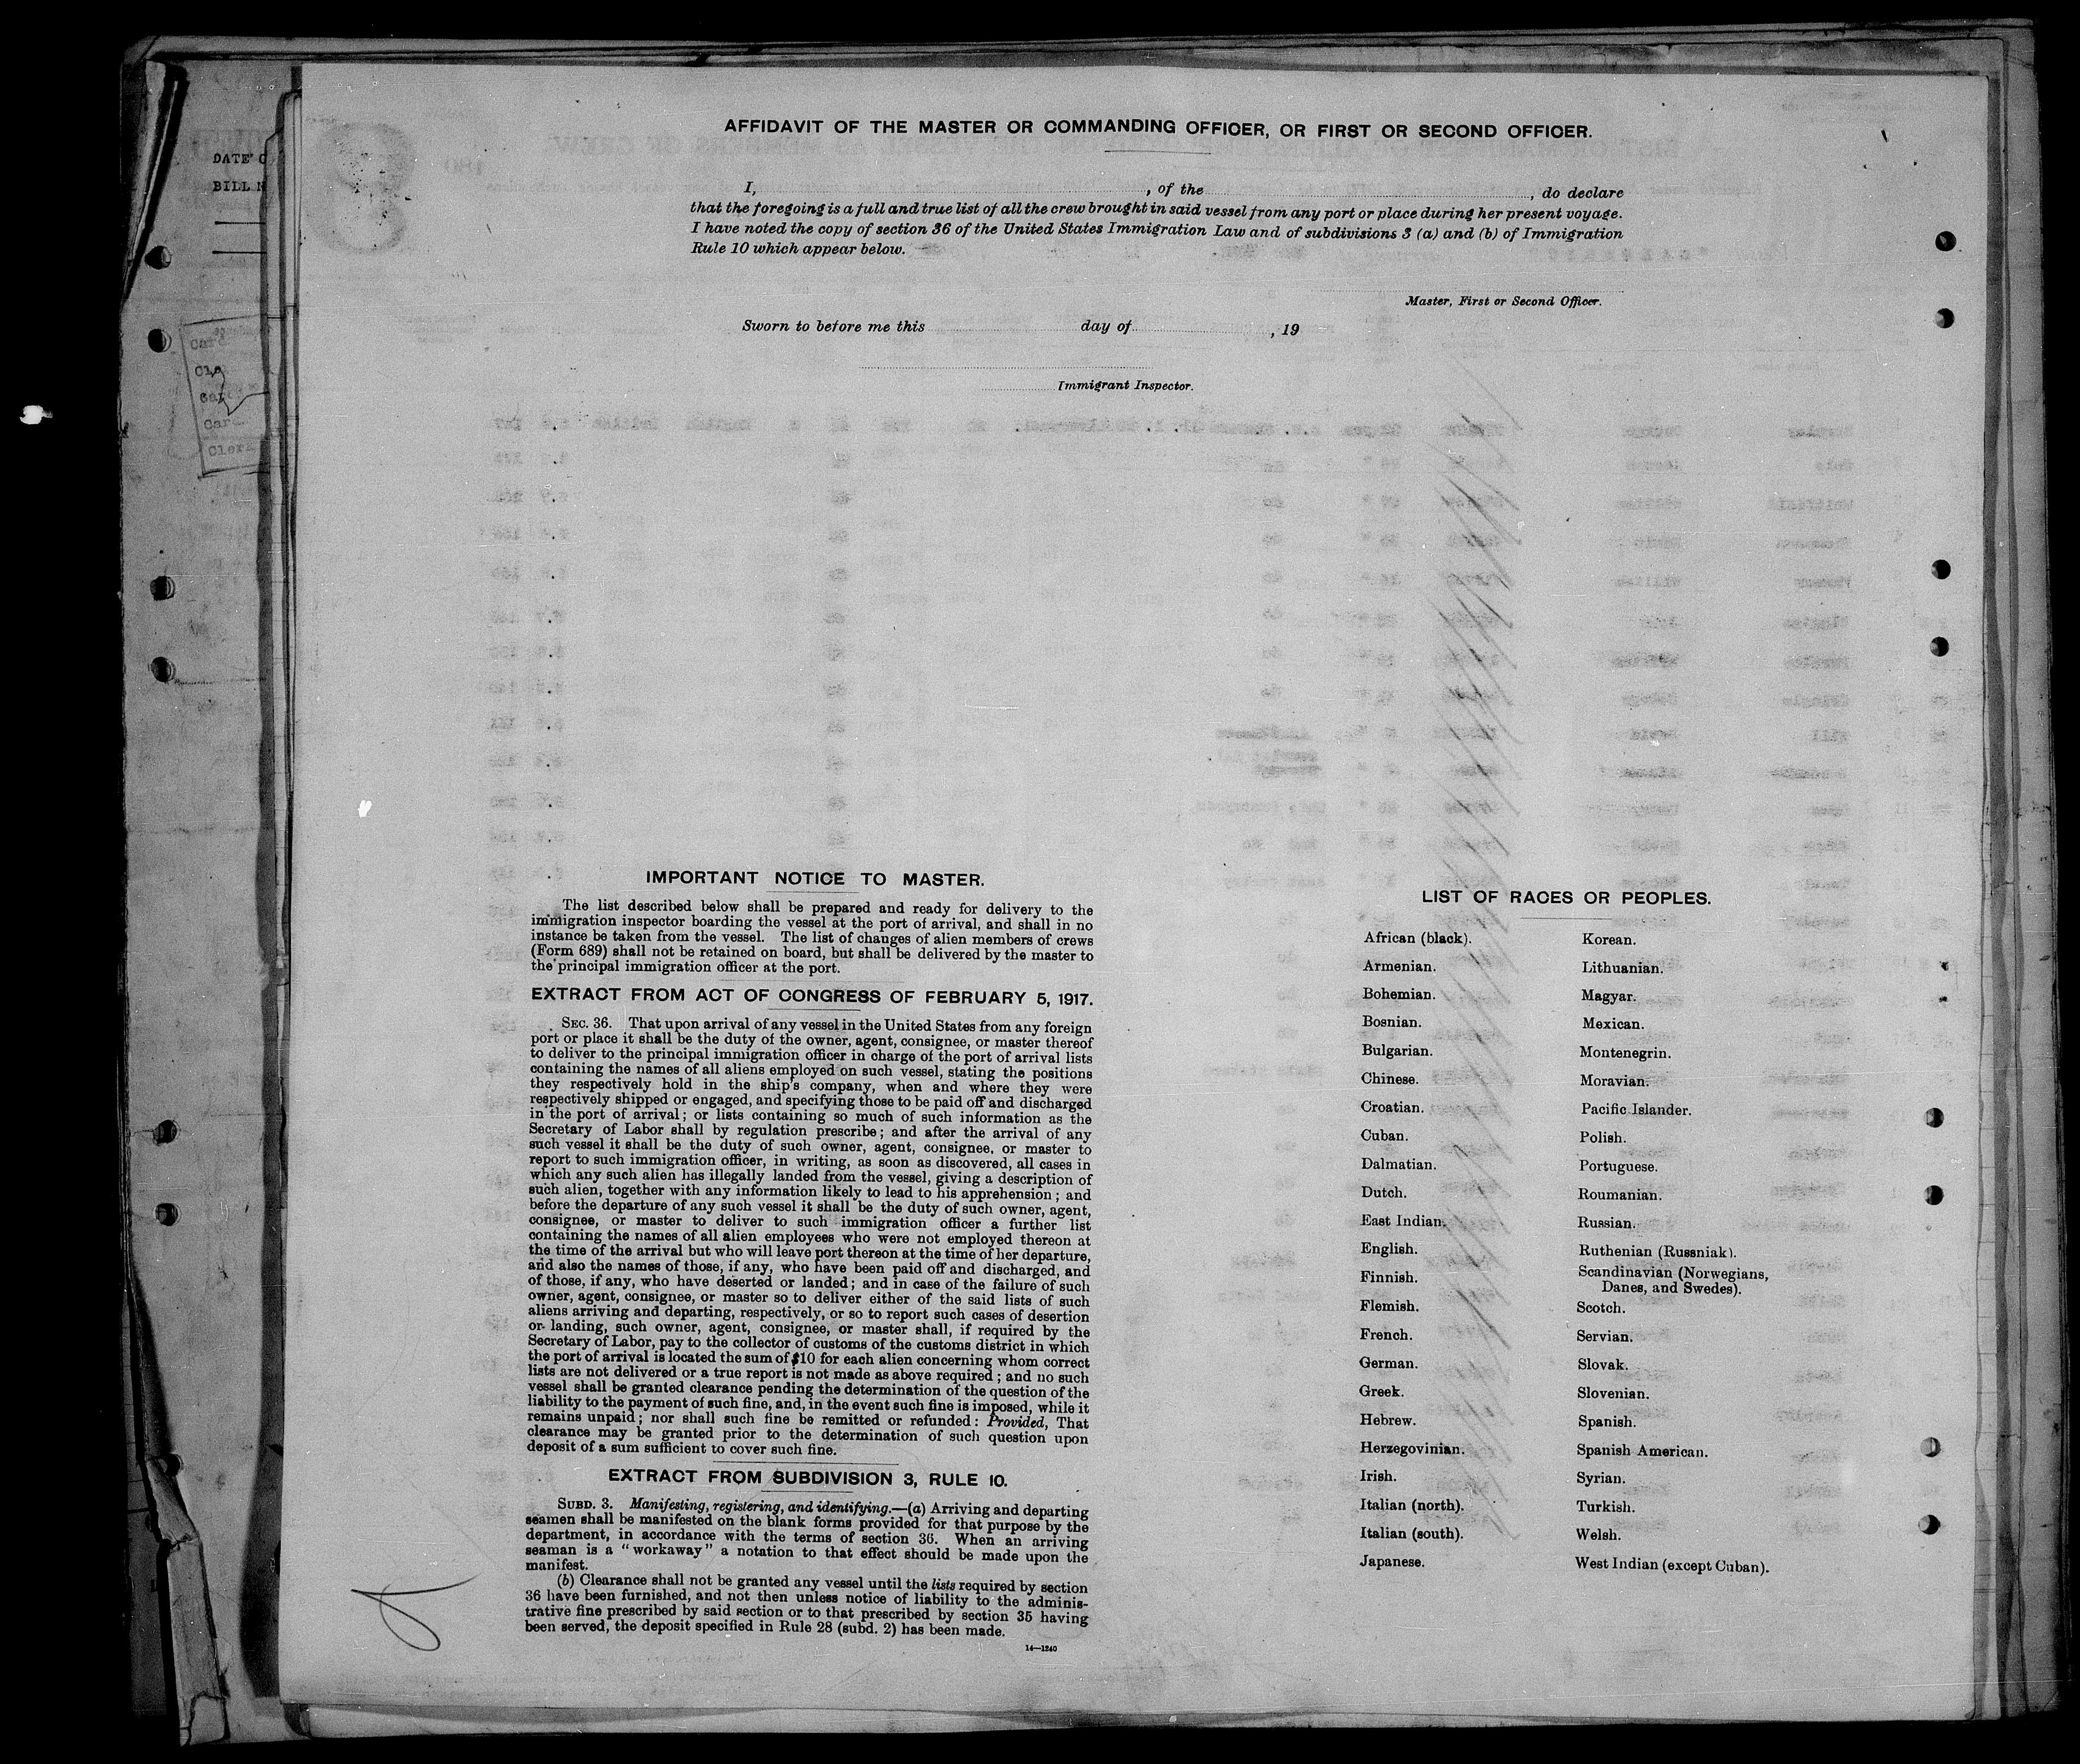 AFFIDAVIT OF THE MASTER OR COMMANDING OFFICER, OR FIRST OR SECOND OFFICER.
I, , of the , do declare
that the foregoing is a full and true list of all the crew brought in said vessel from any port or place during her present voyage.
I have noted the copy of section 36 of the United States Immigration Law and of subdivisions 3 (a) and (b) of Immigration
Rule 10 which appear below.
Master, First or Second Officer.
Sworn to before me this day of , 19
Immigrant Inspector.
DATE
BILL
Car
Cle
Car
Car
Cler
IMPORTANT NOTICE TO MASTER.
The list described below shall be prepared and ready for delivery to the
immigration inspector boarding the vessel at the port of arrival, and shall in no
instance be taken from the vessel. The list of changes of alien members of crews
(Form 689) shall not be retained on board, but shall be delivered by the master to
the principal immigration officer at the port.
EXTRACT FROM ACT OF CONGRESS OF FEBRUARY 5, 1917.
SEC. 36. That upon arrival of any vessel in the United States from any foreign
port or place it shall be the duty of the owner, agent, consignee, or master thereof
to deliver to the principal immigration officer in charge of the port of arrival lists
containing the names of all aliens employed on such vessel, stating the positions
they respectively hold in the ship's company, when and where they were
respectively shipped or engaged, and specifying those to be paid off and discharged
in the port of arrival; or lists containing so much of such information as the
Secretary of Labor shall by regulation prescribe; and after the arrival of any
such vessel it shall be the duty of such owner, agent, consignee, or master to
report to such immigration officer, in writing, as soon as discovered, all cases in
which any such alien has illegally landed from the vessel, giving a description of
such alien, together with any information likely to lead to his apprehension; and
before the departure of any such vessel it shall be the duty of such owner, agent,
consignee, or master to deliver to such immigration officer a further list
containing the names of all alien employees who were not employed thereon at
the time of the arrival but who will leave port thereon at the time of her departure,
and also the names of those, if any, who have been paid off and discharged, and
of those, if any, who have deserted or landed; and in case of the failure of such
owner, agent, consignee, or master so to deliver either of the said lists of such
aliens arriving and departing, respectively, or so to report such cases of desertion
or landing, such owner, agent, consignee, or master shall, if required by the
Secretary of Labor, pay to the collector of customs of the customs district in which
the port of arrival is located the sum of $10 for each alien concerning whom correct
lists are not delivered or a true report is not made as above required; and no such
vessel shall be granted clearance pending the determination of the question of the
liability to the payment of such fine, and, in the event such fine is imposed, while it
remains unpaid; nor shall such fine be remitted or refunded: Provided, That
clearance may be granted prior to the determination of such question upon
deposit of a sum sufficient to cover such fine.
EXTRACT FROM SUBDIVISION 3, RULE 10.
SUBD. 3. Manifesting, registering, and identifying.—(a) Arriving and departing
seamen shall be manifested on the blank forms provided for that purpose by the
department, in accordance with the terms of section 36. When an arriving
seaman is a "workaway" a notation to that effect should be made upon the
manifest.
(b) Clearance shall not be granted any vessel until the lists required by section
36 have been furnished, and not then unless notice of liability to the adminis-
trative fine prescribed by said section or to that prescribed by section 35 having
been served, the deposit specified in Rule 28 (subd. 2) has been made.
14—1240
LIST OF RACES OR PEOPLES.
African (black).
Armenian.
Bohemian.
Bosnian.
Bulgarian.
Chinese.
Croatian.
Cuban.
Dalmatian.
Dutch.
East Indian.
English.
Finnish.
Flemish.
French.
German.
Greek.
Hebrew.
Herzegovinian.
Irish.
Italian (north).
Italian (south).
Japanese.
Korean.
Lithuanian.
Magyar.
Mexican.
Montenegrin.
Moravian.
Pacific Islander.
Polish.
Portuguese.
Roumanian.
Russian.
Ruthenian (Russniak).
Scandinavian (Norwegians,
Danes, and Swedes).
Scotch.
Servian.
Slovak.
Slovenian.
Spanish.
Spanish American.
Syrian.
Turkish.
Welsh.
West Indian (except Cuban).